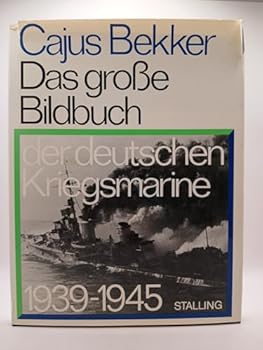 Cajus Bekker
Das große
Bildbuch
der deutschen
Kriegsmarine
1939-1945 STALLING